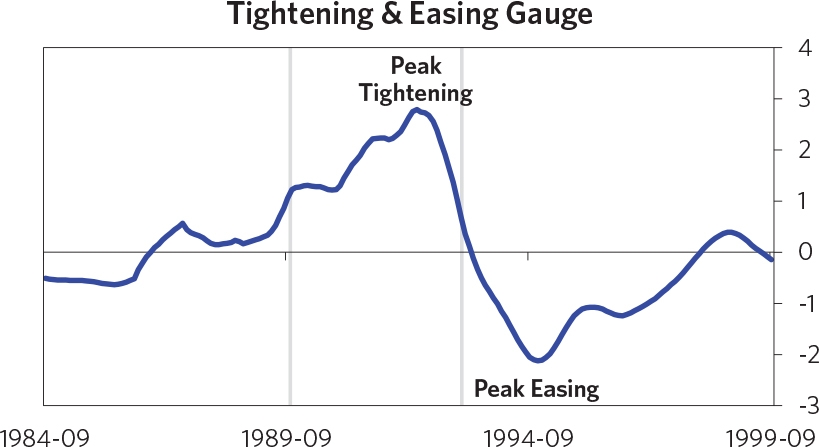 Tightening & Easing Gauge
Peak
Tightening
4
3
2
1
0
-1
-2
-3
Peak Easing
1984-09 1989-09 1994-09 1999-09